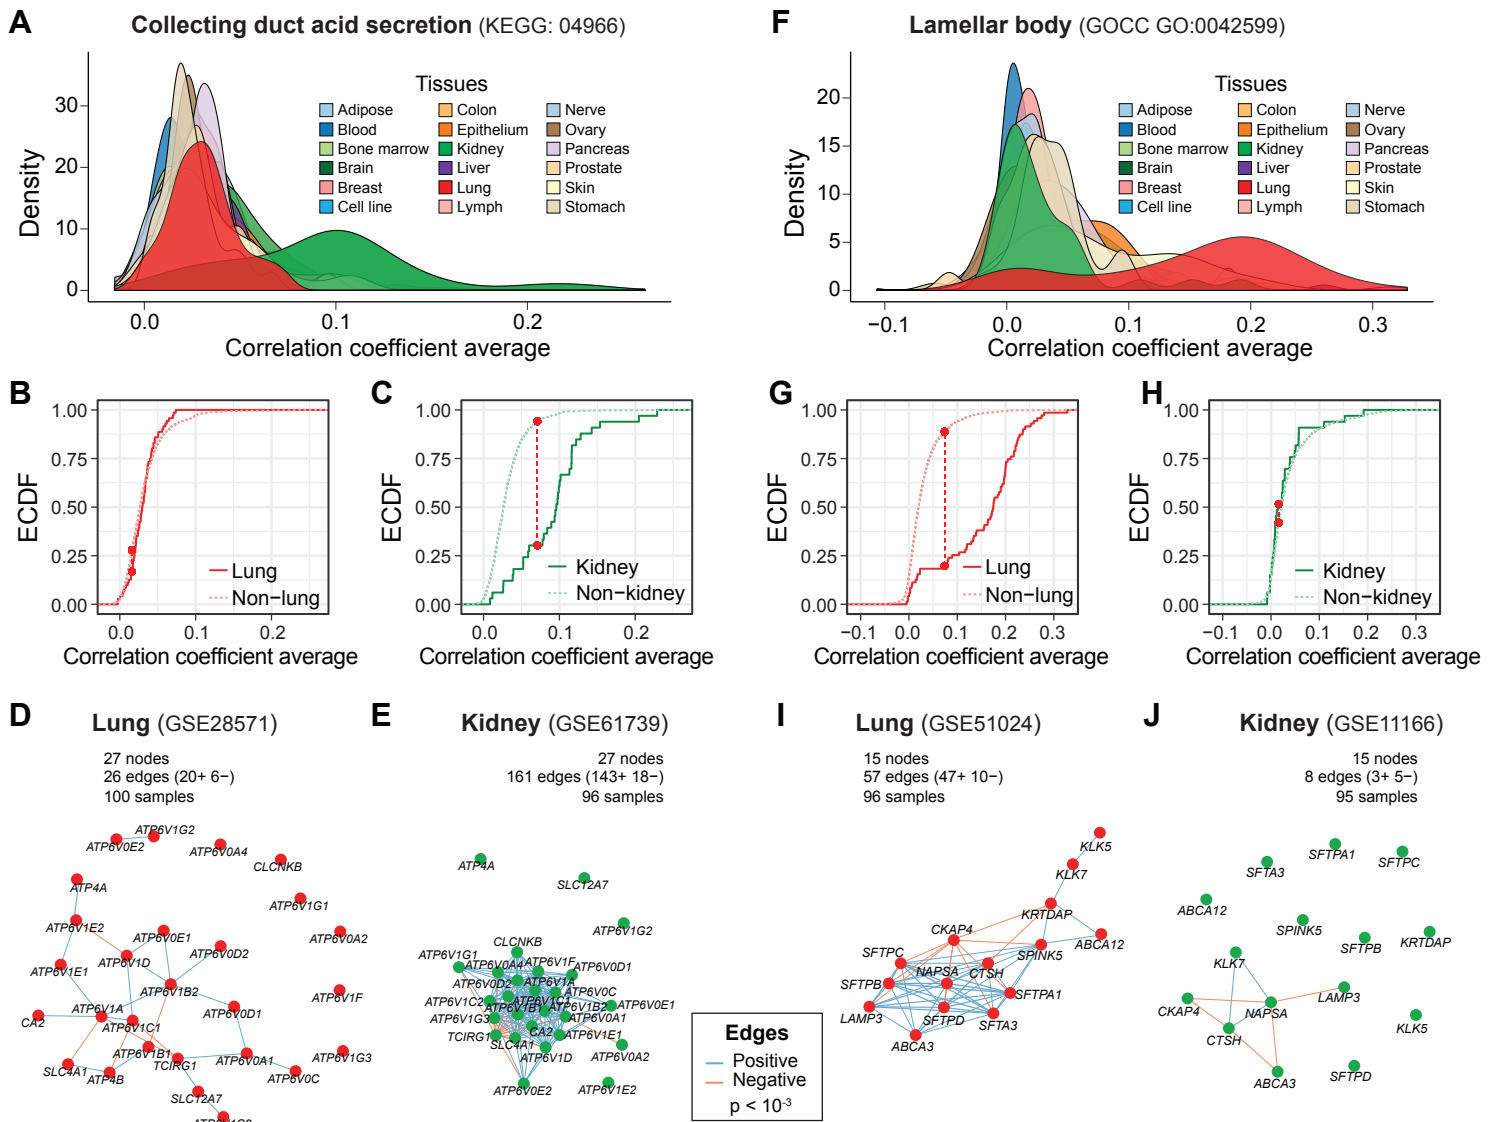 A Collecting duct acid secretion (KEGG: 04966)
Density
30
20
10
0
0.0 0.1 0.2
Correlation coefficient average
Tissues
Adipose Colon Nerve
Blood Epithelium Ovary
Bone marrow Kidney Pancreas
Brain Liver Prostate
Breast Lung Skin
Cell line Lymph Stomach
F Lamellar body (GOCC GO:0042599)
Density
20
15
10
5
0
−0.1 0.0 0.1 0.2 0.3
Correlation coefficient average
Tissues
Adipose Colon Nerve
Blood Epithelium Ovary
Bone marrow Kidney Pancreas
Brain Liver Prostate
Breast Lung Skin
Cell line Lymph Stomach
B
ECDF
1.00
0.75
0.50
0.25
0.00
Lung
Non−lung
0.0 0.1 0.2
Correlation coefficient average
C
ECDF
1.00
0.75
0.50
0.25
0.00
Kidney
Non−kidney
0.0 0.1 0.2
Correlation coefficient average
G
ECDF
1.00
0.75
0.50
0.25
0.00
Lung
Non−lung
−0.1 0.0 0.1 0.2 0.3
Correlation coefficient average
H
ECDF
1.00
0.75
0.50
0.25
0.00
Kidney
Non−kidney
−0.1 0.0 0.1 0.2 0.3
Correlation coefficient average
D Lung (GSE28571)
27 nodes
26 edges (20+ 6−)
100 samples
ATP6V1G2
ATP6V0E2
ATP6V0A4
CLCNKB
ATP4A
ATP6V1G1
ATP6V1E2
ATP6V0E1
ATP6V0A2
ATP6V0D2
ATP6V1D
ATP6V1E1
ATP6V1B2
ATP6V1F
ATP6V1A
ATP6V0D1
CA2
ATP6V1C1
ATP6V1B1
ATP6V0A1
ATP6V1G3
TCIRG1
SLC4A1
ATP4B
ATP6V0C
SLC12A7
E Kidney (GSE61739)
27 nodes
161 edges (143+ 18−)
96 samples
ATP4A
SLC12A7
ATP6V1G2
CLCNKB
ATP6V1G1
ATP6V0A4
ATP6V1F
ATP6V0D1
ATP6V0D2
ATP6V1A
ATP6V0C
ATP6V1C2
ATP6V1C1
ATP6V1B1
ATP6V1B2
ATP6V0E1
ATP6V1G3
ATP6V0A1
TCIRG1
CA2
ATP6V1E1
SLC4A1
ATP6V1D
ATP6V0A2
ATP6V0E2
ATP6V1E2
Edges
Positive
Negative
p < 10-3
I Lung (GSE51024)
15 nodes
57 edges (47+ 10−)
96 samples
KLK5
KLK7
KRTDAP
CKAP4
ABCA12
SPINK5
SFTPC
NAPSA
CTSH
SFTPB
SFTPA1
LAMP3
SFTPD
SFTA3
ABCA3
J Kidney (GSE11166)
15 nodes
8 edges (3+ 5−)
95 samples
SFTPA1
SFTPC
SFTA3
ABCA12
SPINK5
SFTPB
KRTDAP
KLK7
LAMP3
CKAP4
NAPSA
KLK5
CTSH
ABCA3
SFTPD